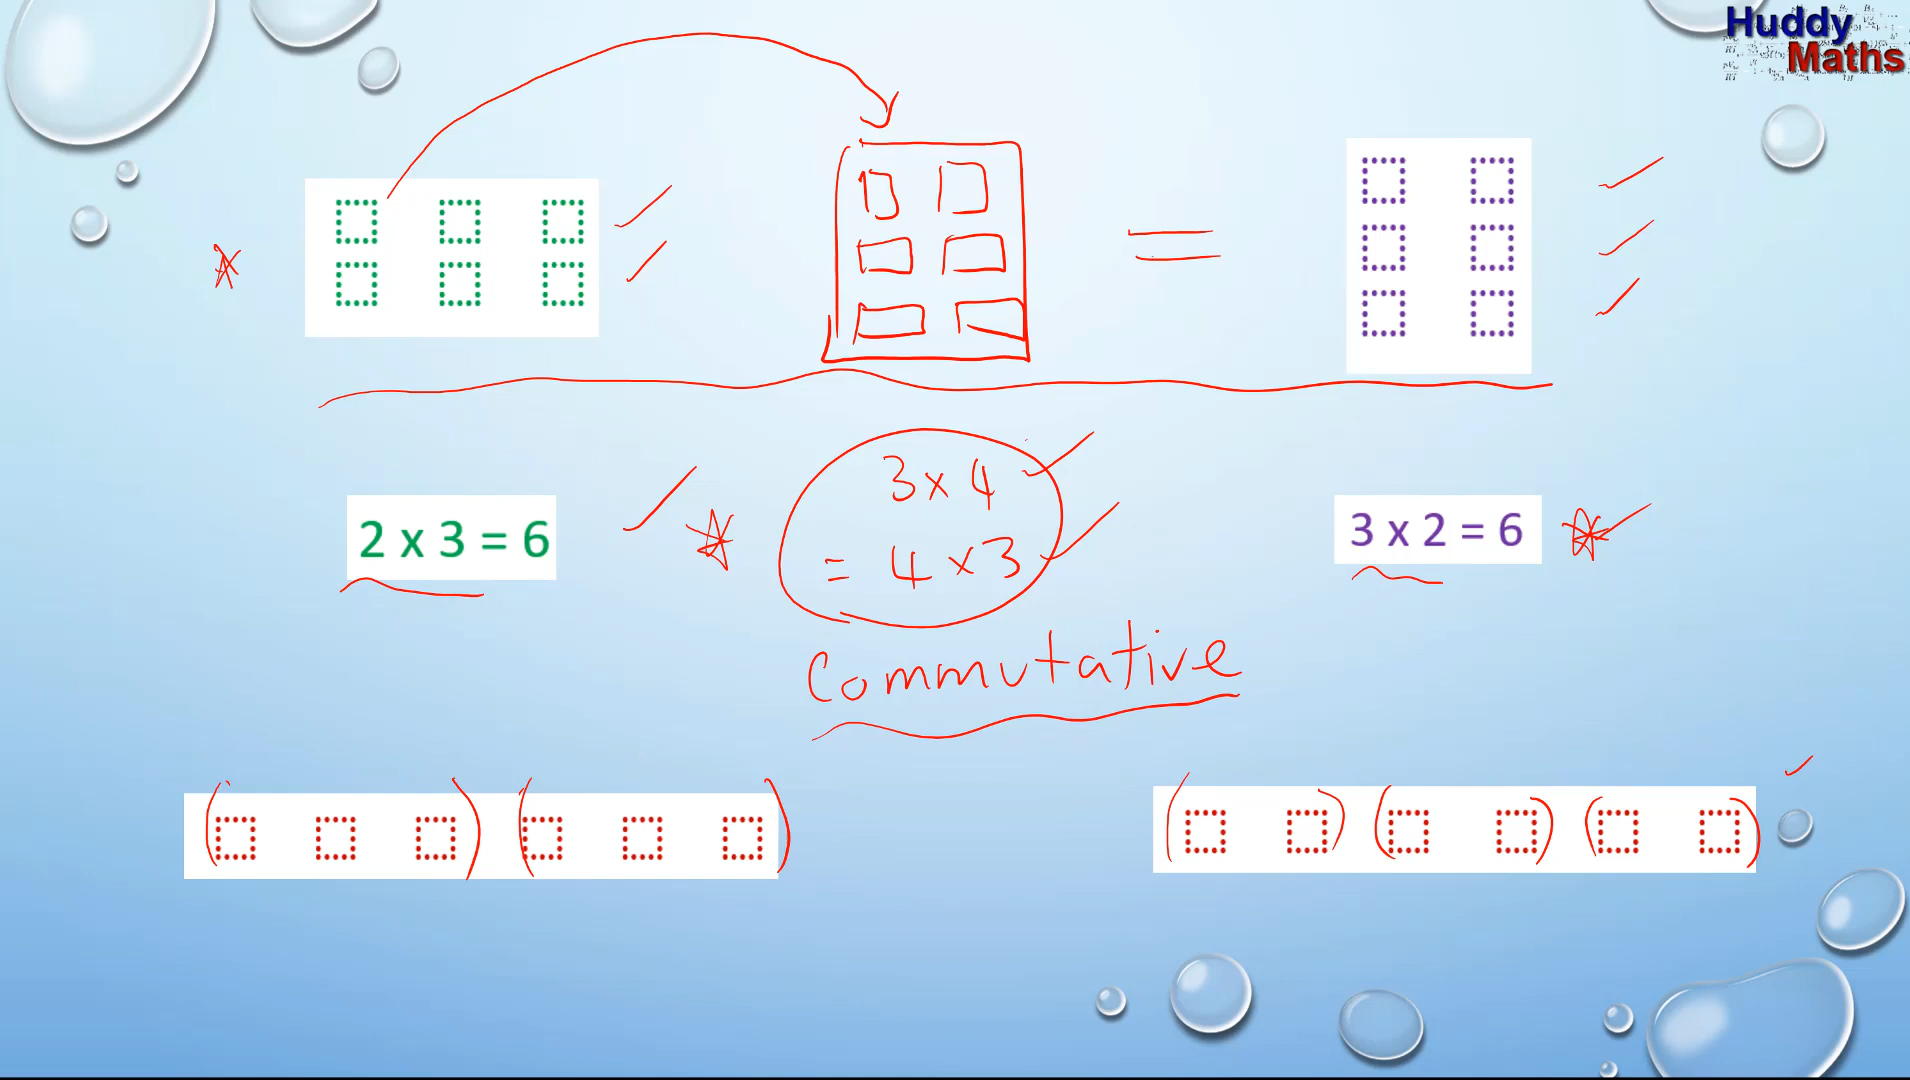 Huddy
Maths
3 x 4
= 4 x 3
2 x 3 = 6
3 x 2 = 6
Commutative